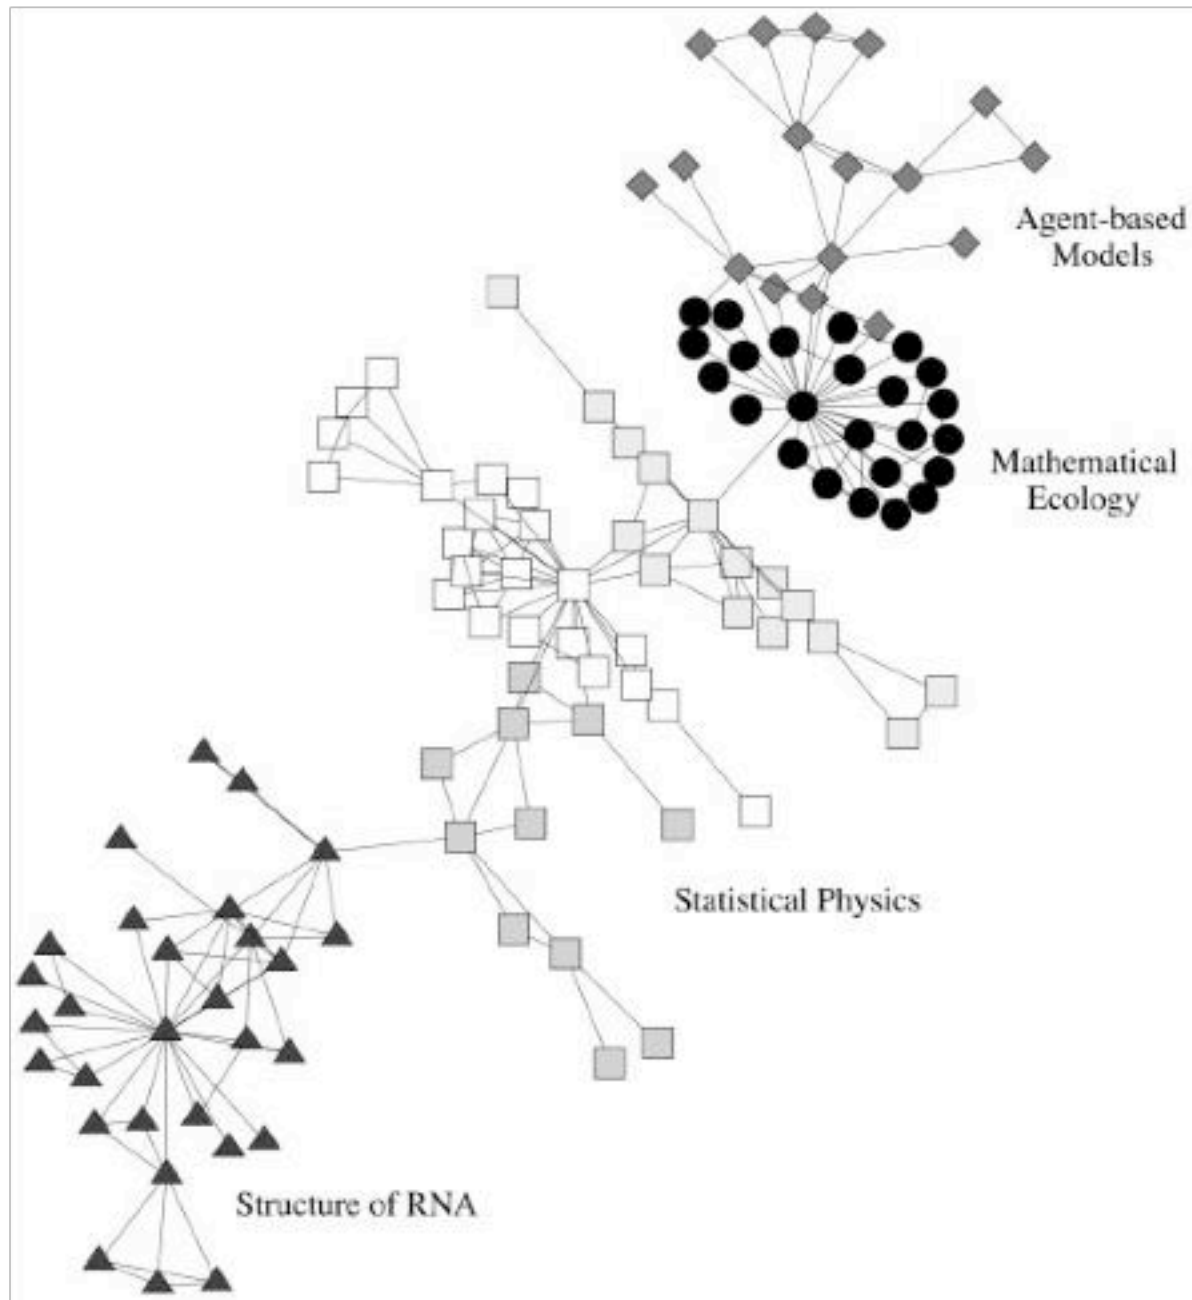 Agent-based
Models
Mathematical
Ecology
Statistical Physics
Structure of RNA